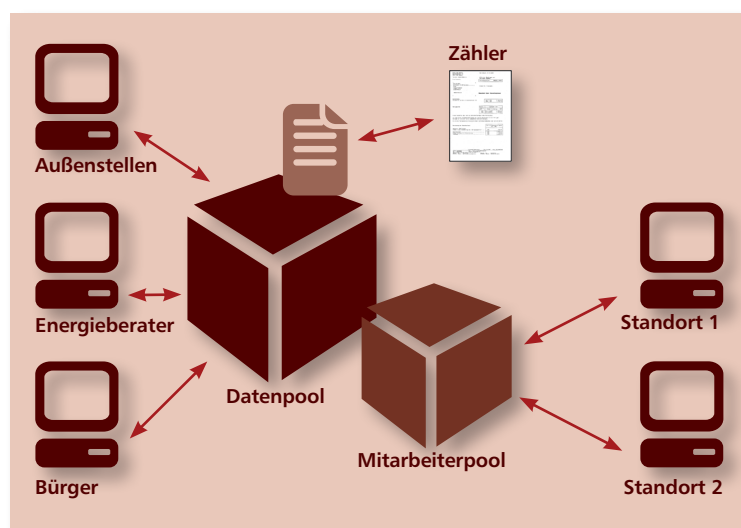 Zähler
Außenstellen
Energieberater
Standort 1
Datenpool
Mitarbeiterpool
Bürger
Standort 2